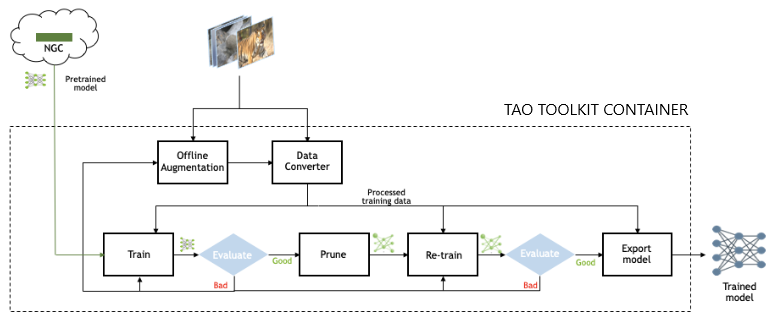 NGC
Pretrained
model
TAO TOOLKIT CONTAINER
Offline
Augmentation
Data
Converter
Processed
training data
Train
Evaluate
Good
Bad
Prune
Re-train
Evaluate
Good
Bad
Export
model
Trained
model